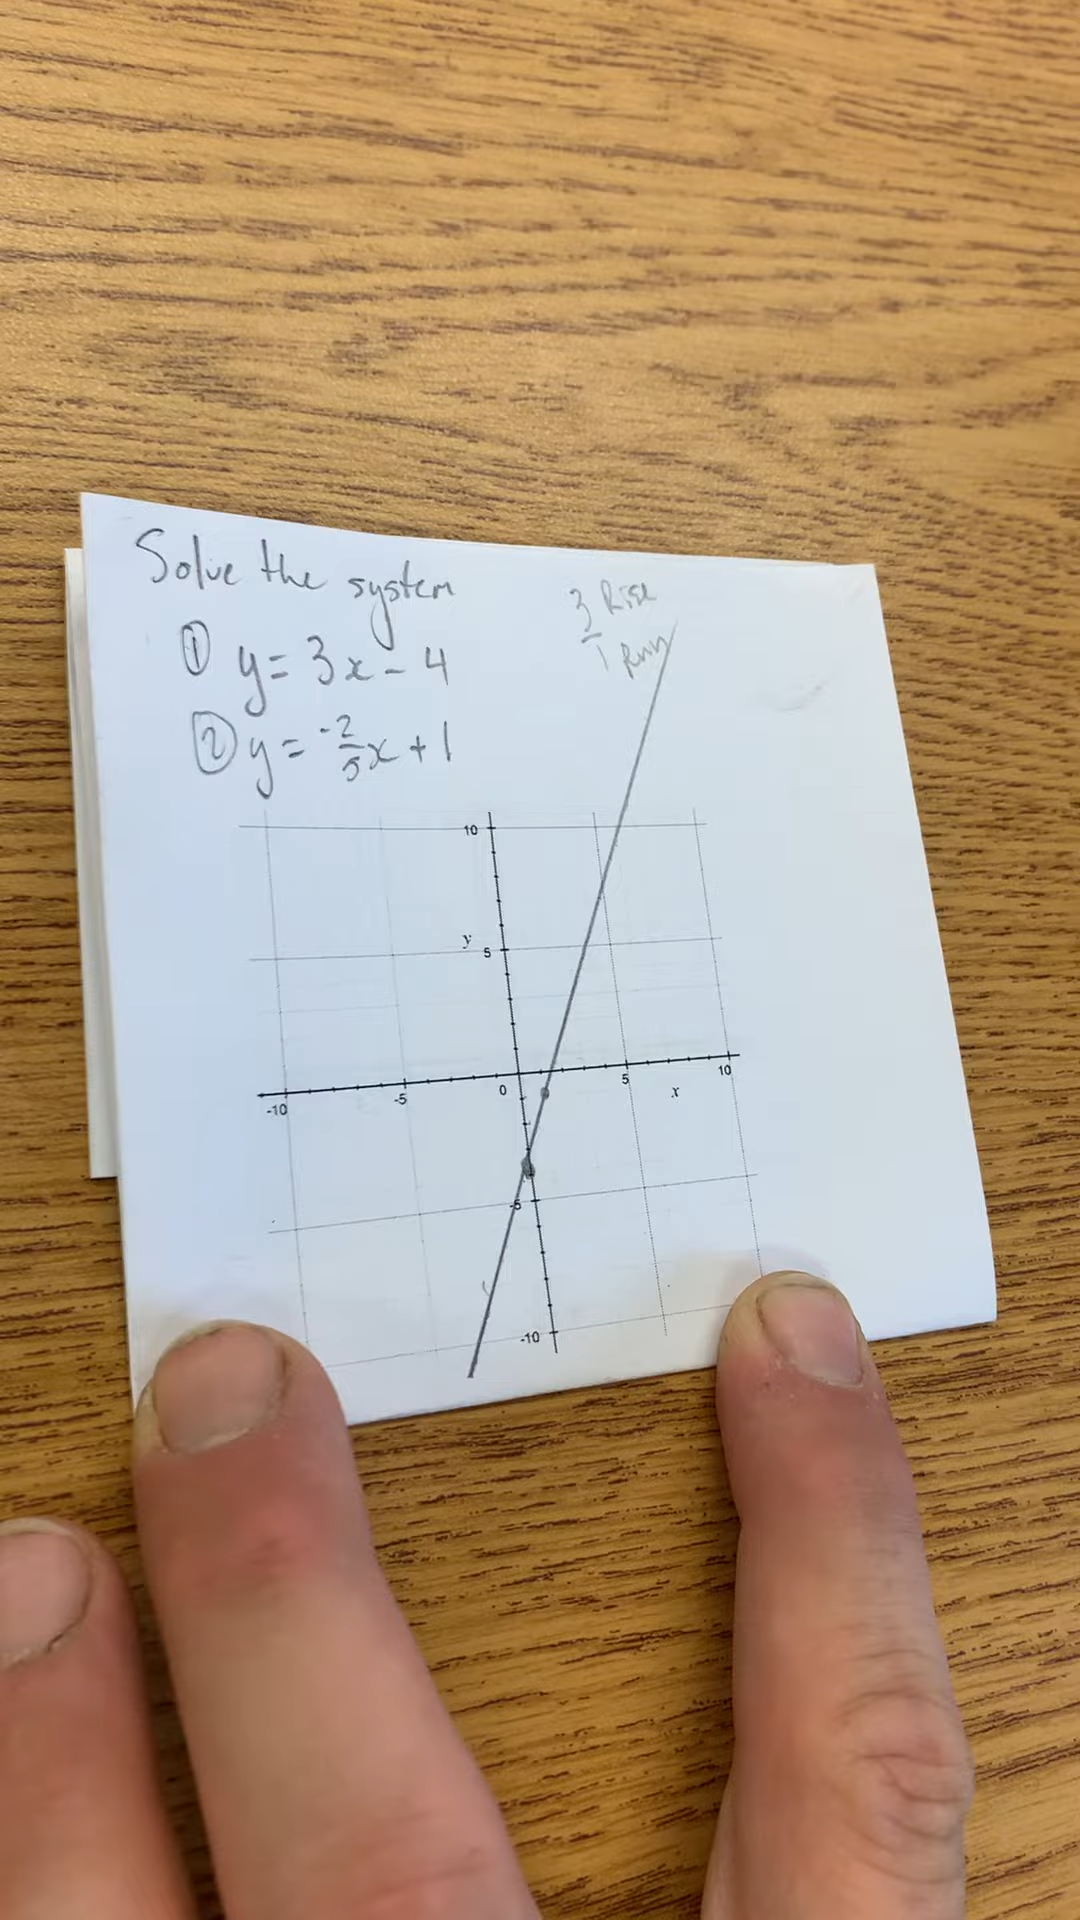 Solve the system
① y = 3x - 4
② y = -2/5 x + 1
3 Rise
1 Run
10
y
5
-10
-5
0
5
10
x
-5
-10